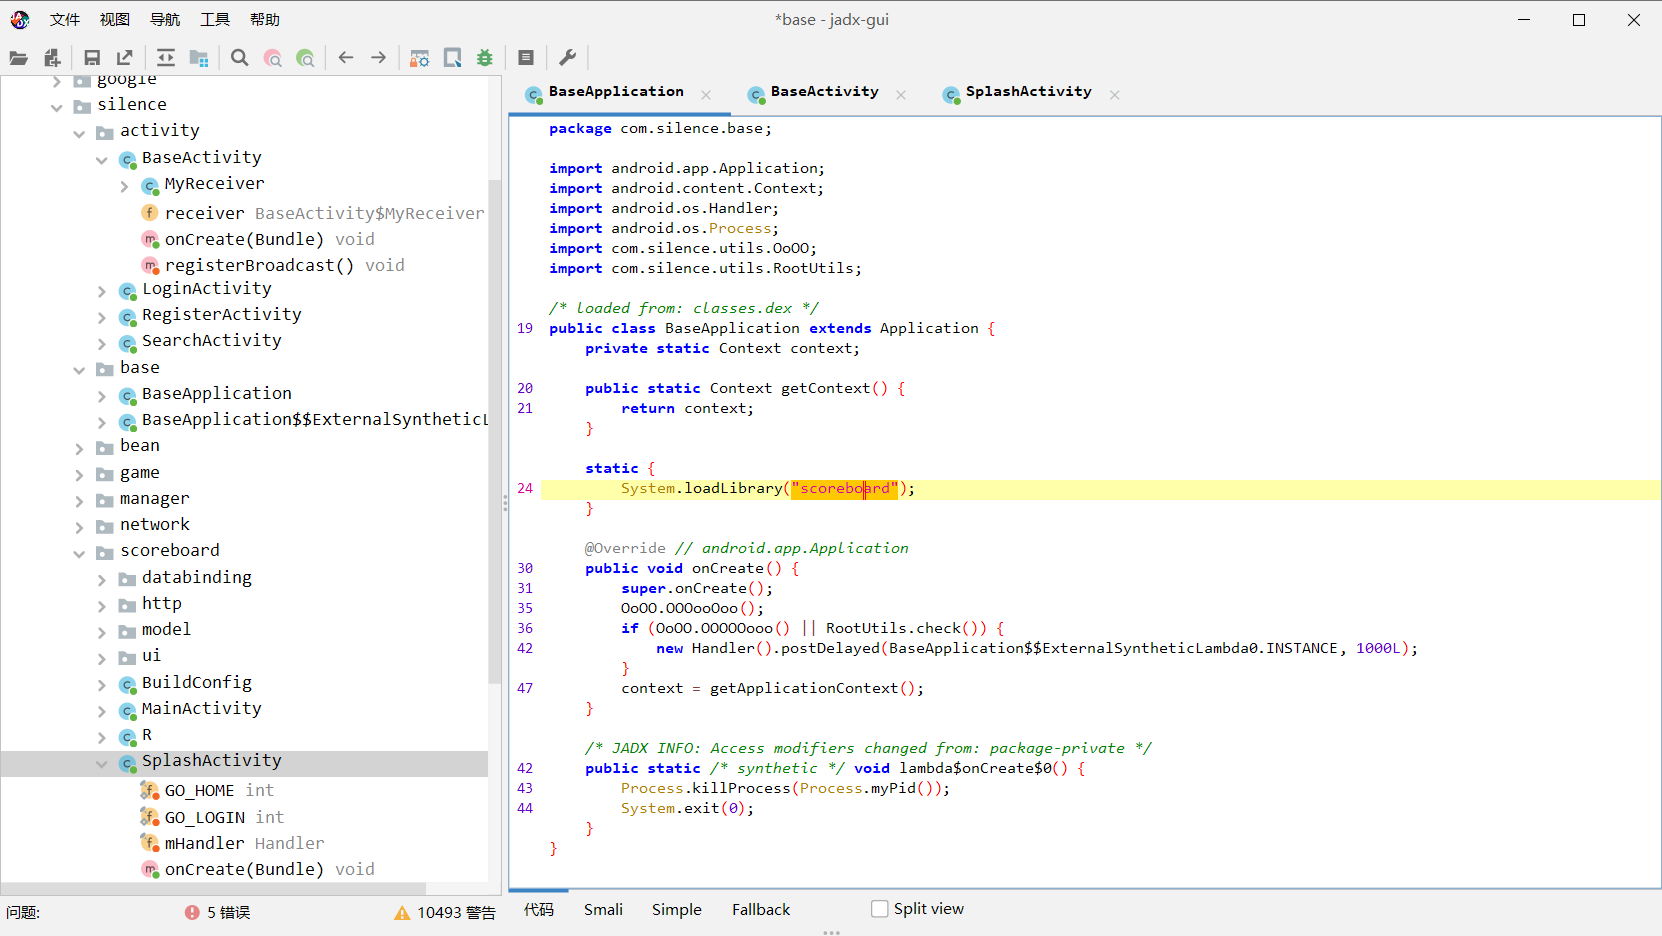 文件 视图 导航 工具 帮助
*base - jadx-gui
google
silence
activity
BaseActivity
MyReceiver
receiver BaseActivity$MyReceiver
onCreate(Bundle) void
registerBroadcast() void
LoginActivity
RegisterActivity
SearchActivity
base
BaseApplication
BaseApplication$$ExternalSyntheticL
bean
game
manager
network
scoreboard
databinding
http
model
ui
BuildConfig
MainActivity
R
SplashActivity
GO_HOME int
GO_LOGIN int
mHandler Handler
onCreate(Bundle) void
问题:
5 错误
10493 警告
BaseApplication
BaseActivity
SplashActivity
package com.silence.base;
import android.app.Application;
import android.content.Context;
import android.os.Handler;
import android.os.Process;
import com.silence.utils.OoOO;
import com.silence.utils.RootUtils;
/* loaded from: classes.dex */
19 public class BaseApplication extends Application {
private static Context context;
20 public static Context getContext() {
21 return context;
}
static {
24 System.loadLibrary("scoreboard");
}
@Override // android.app.Application
30 public void onCreate() {
31 super.onCreate();
35 OoOO.OOOooOoo();
36 if (OoOO.OOOOOooo() || RootUtils.check()) {
42 new Handler().postDelayed(BaseApplication$$ExternalSyntheticLambda0.INSTANCE, 1000L);
}
47 context = getApplicationContext();
}
/* JADX INFO: Access modifiers changed from: package-private */
42 public static /* synthetic */ void lambda$onCreate$0() {
43 Process.killProcess(Process.myPid());
44 System.exit(0);
}
}
代码 Smali Simple Fallback Split view